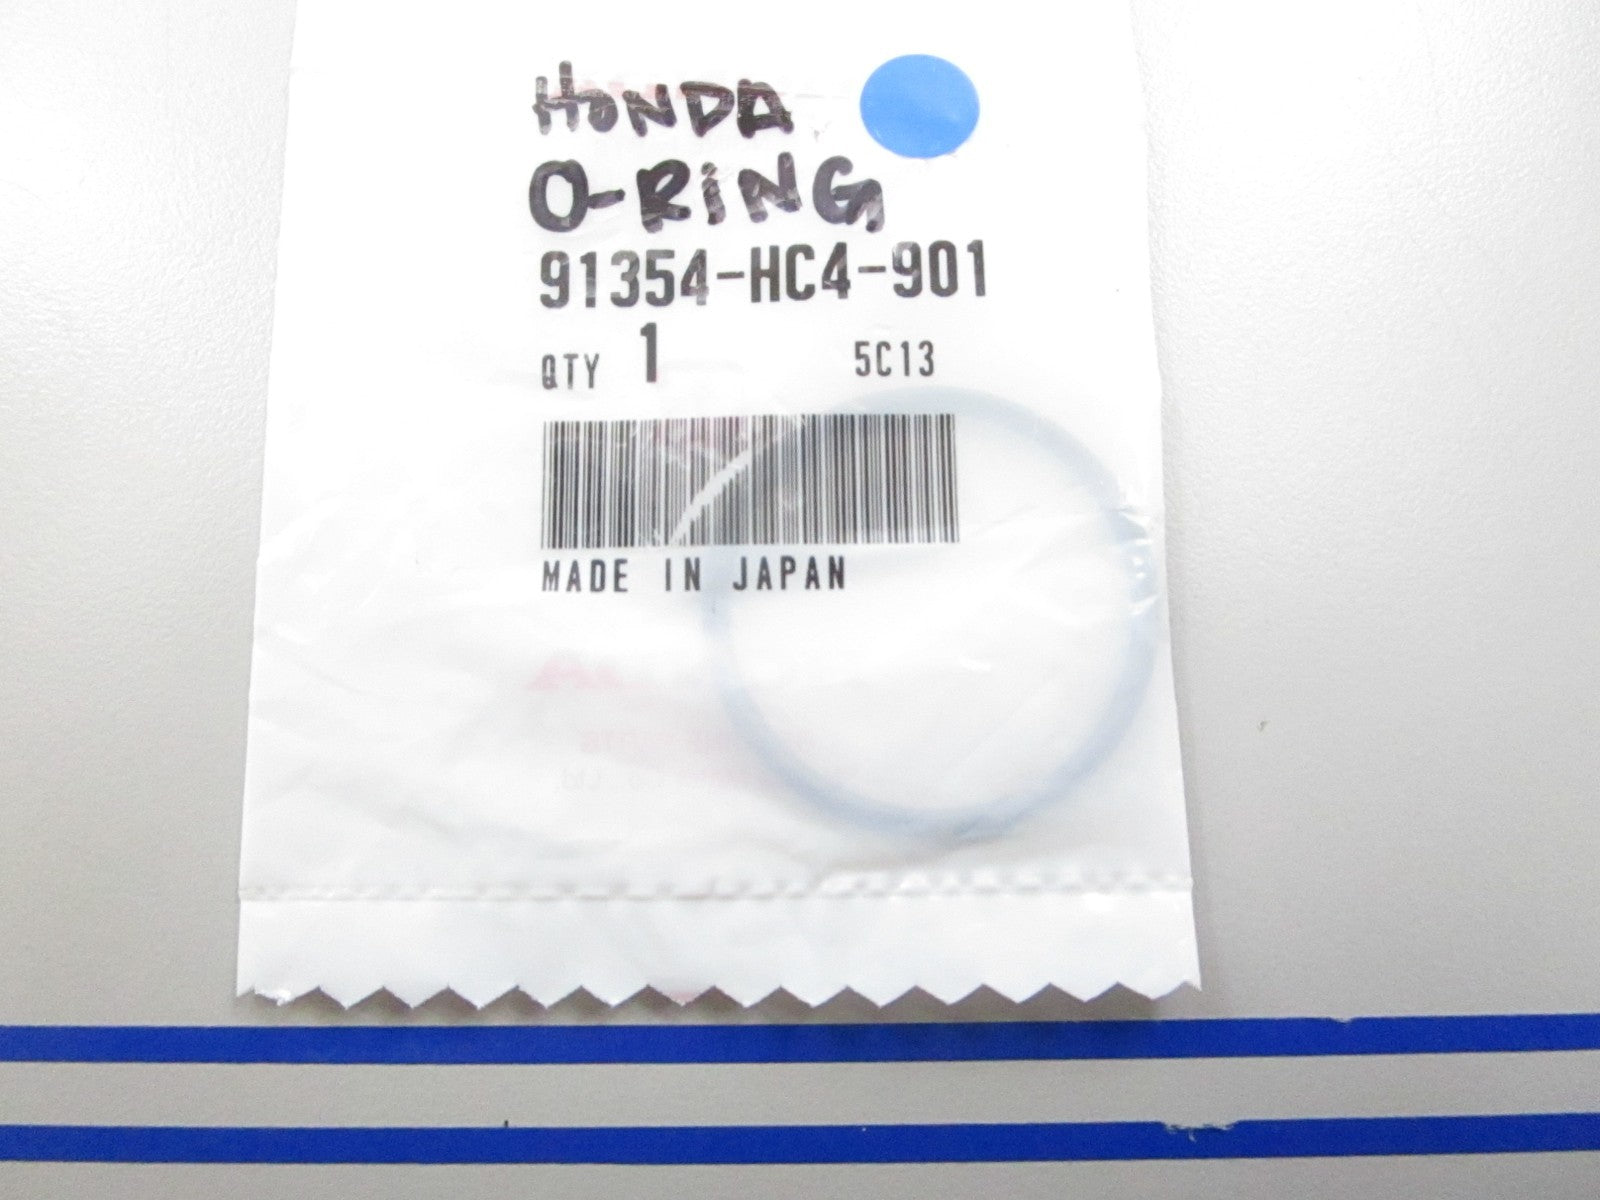 HONDA
O-RING
91354-HC4-901
QTY 1 5C13
MADE IN JAPAN